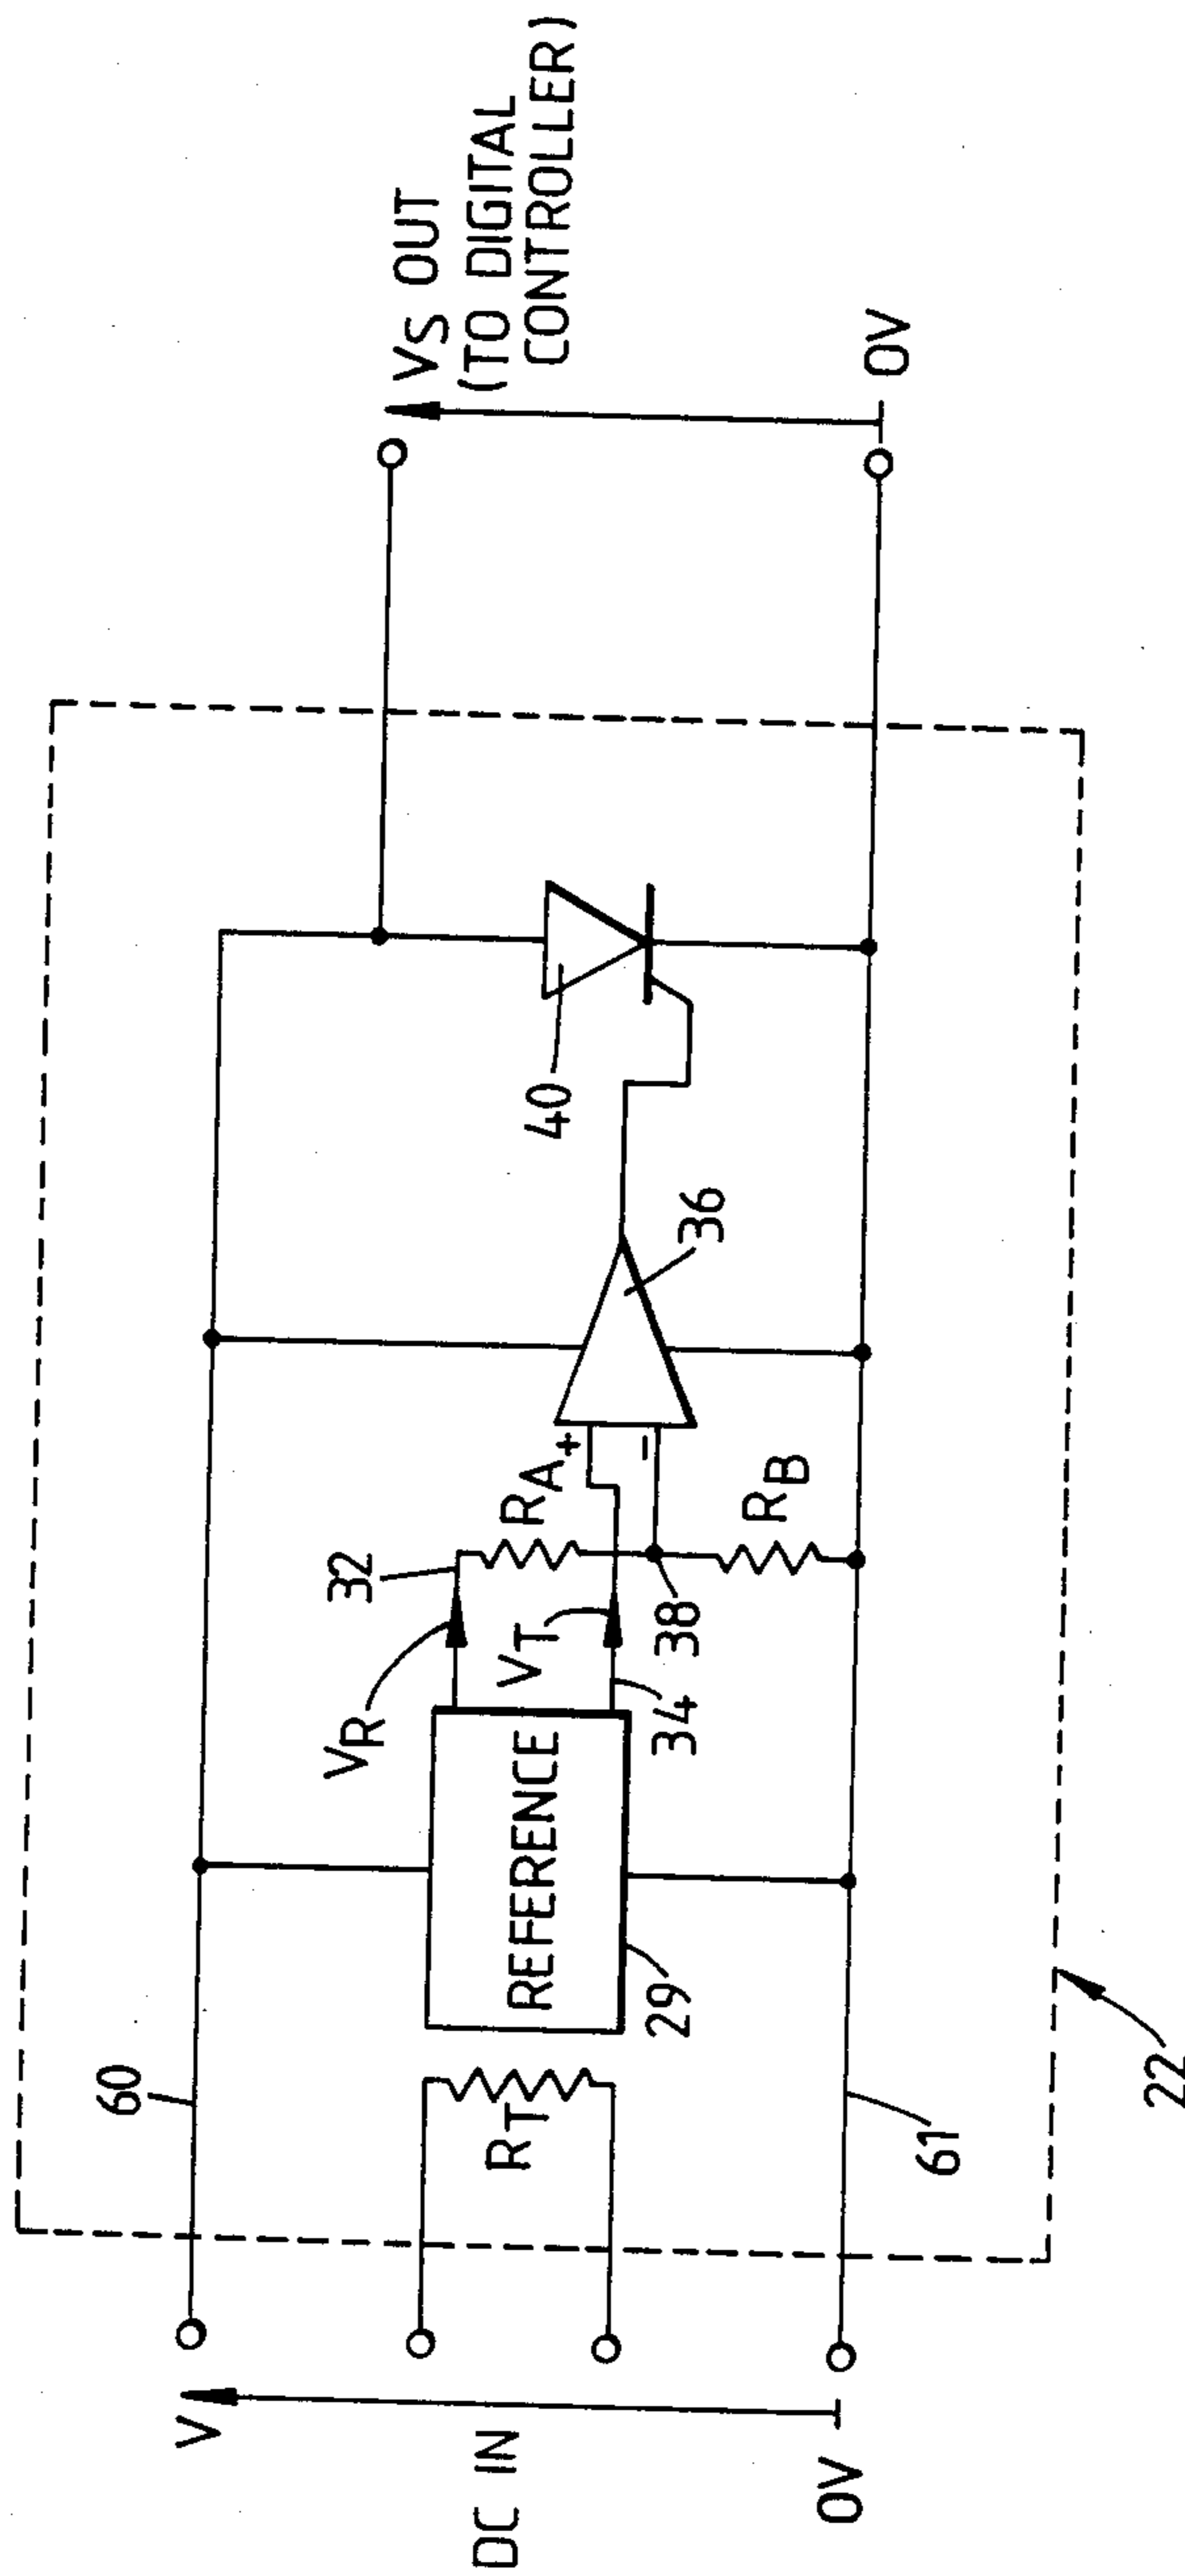 V
DC IN
0V
60
RT
REFERENCE
29
61
22
VR
VT
32
34
38
RA
+
-
RB
36
40
VS OUT
(TO DIGITAL
CONTROLLER)
0V